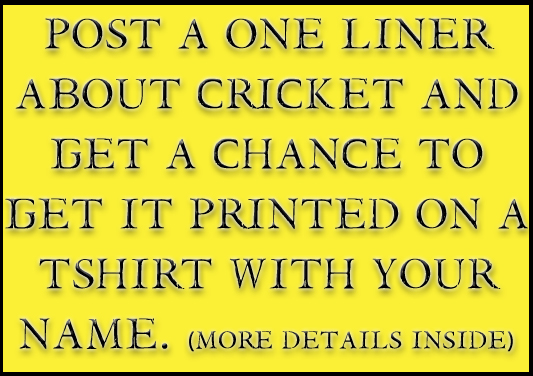 POST A ONE LINER
ABOUT CRICKET AND
GET A CHANCE TO
GET IT PRINTED ON A
TSHIRT WITH YOUR
NAME. (MORE DETAILS INSIDE)